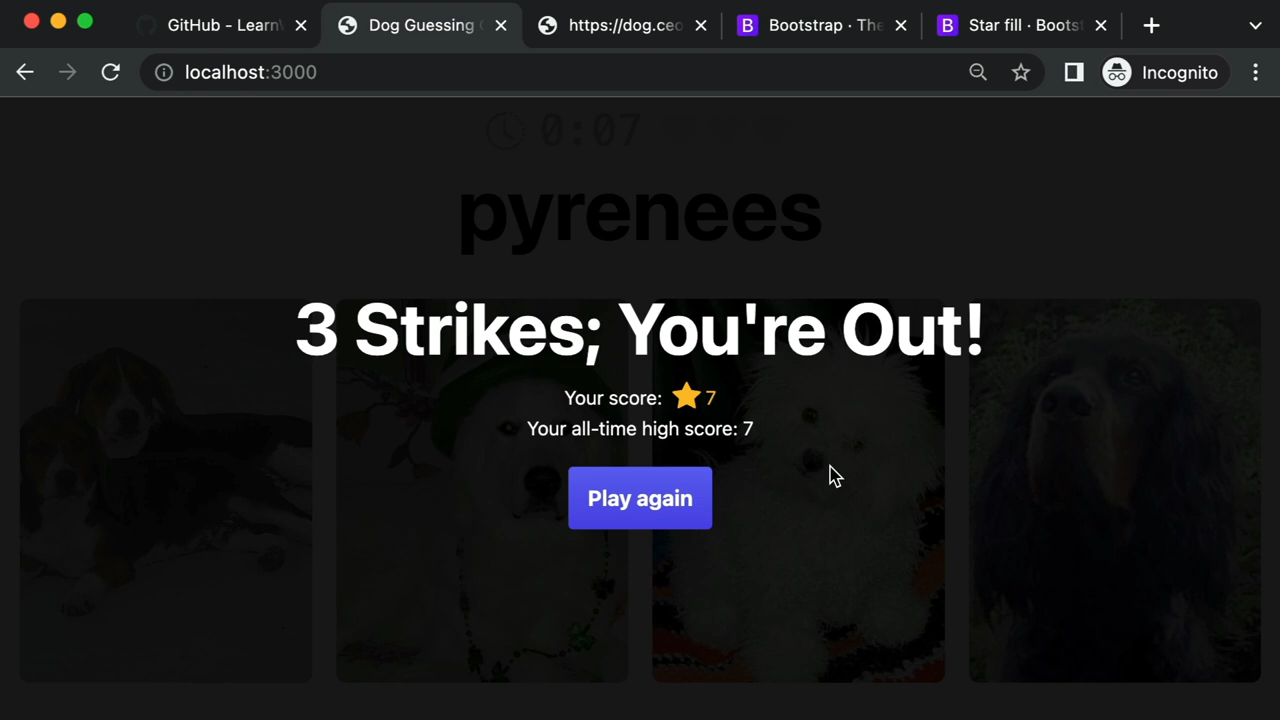 GitHub - Learn
Dog Guessing
https://dog.ceo
Bootstrap · The
Star fill · Boots
localhost:3000
Incognito
0:07
pyrenees
3 Strikes; You're Out!
Your score: 7
Your all-time high score: 7
Play again